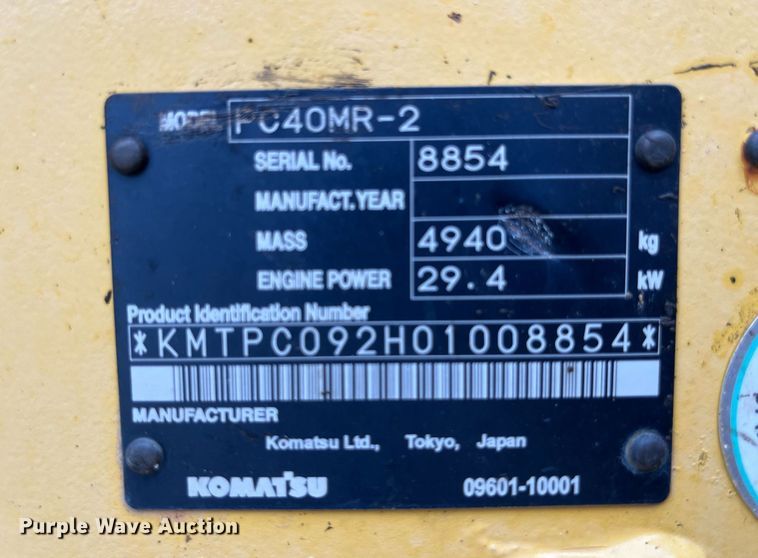 MODEL PC40MR-2
SERIAL No. 8854
MANUFACT. YEAR
MASS 4940 kg
ENGINE POWER 29.4 kW
Product Identification Number
*KMTPC092H01008854*
MANUFACTURER
Komatsu Ltd., Tokyo, Japan
KOMATSU 09601-10001
Purple Wave Auction